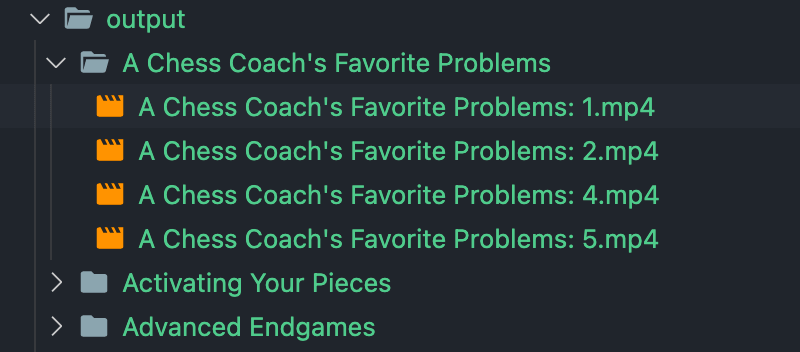 output
A Chess Coach's Favorite Problems
A Chess Coach's Favorite Problems: 1.mp4
A Chess Coach's Favorite Problems: 2.mp4
A Chess Coach's Favorite Problems: 4.mp4
A Chess Coach's Favorite Problems: 5.mp4
Activating Your Pieces
Advanced Endgames